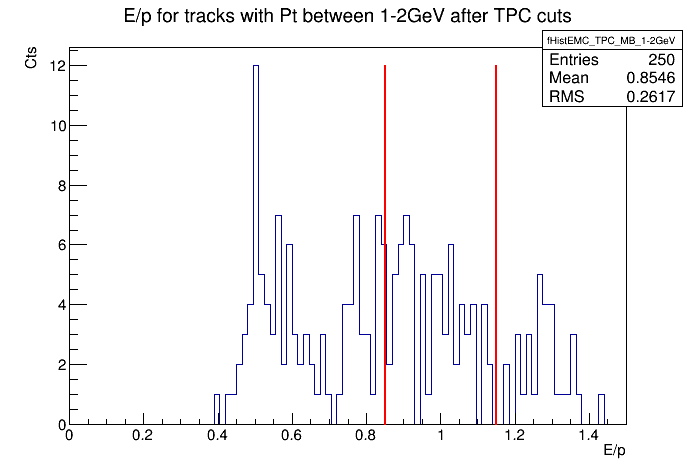 E/p for tracks with Pt between 1-2GeV after TPC cuts
fHistEMC_TPC_MB_1-2GeV
Entries 250
Mean 0.8546
RMS 0.2617
Cts
12
10
8
6
4
2
0
0 0.2 0.4 0.6 0.8 1 1.2 1.4
E/p